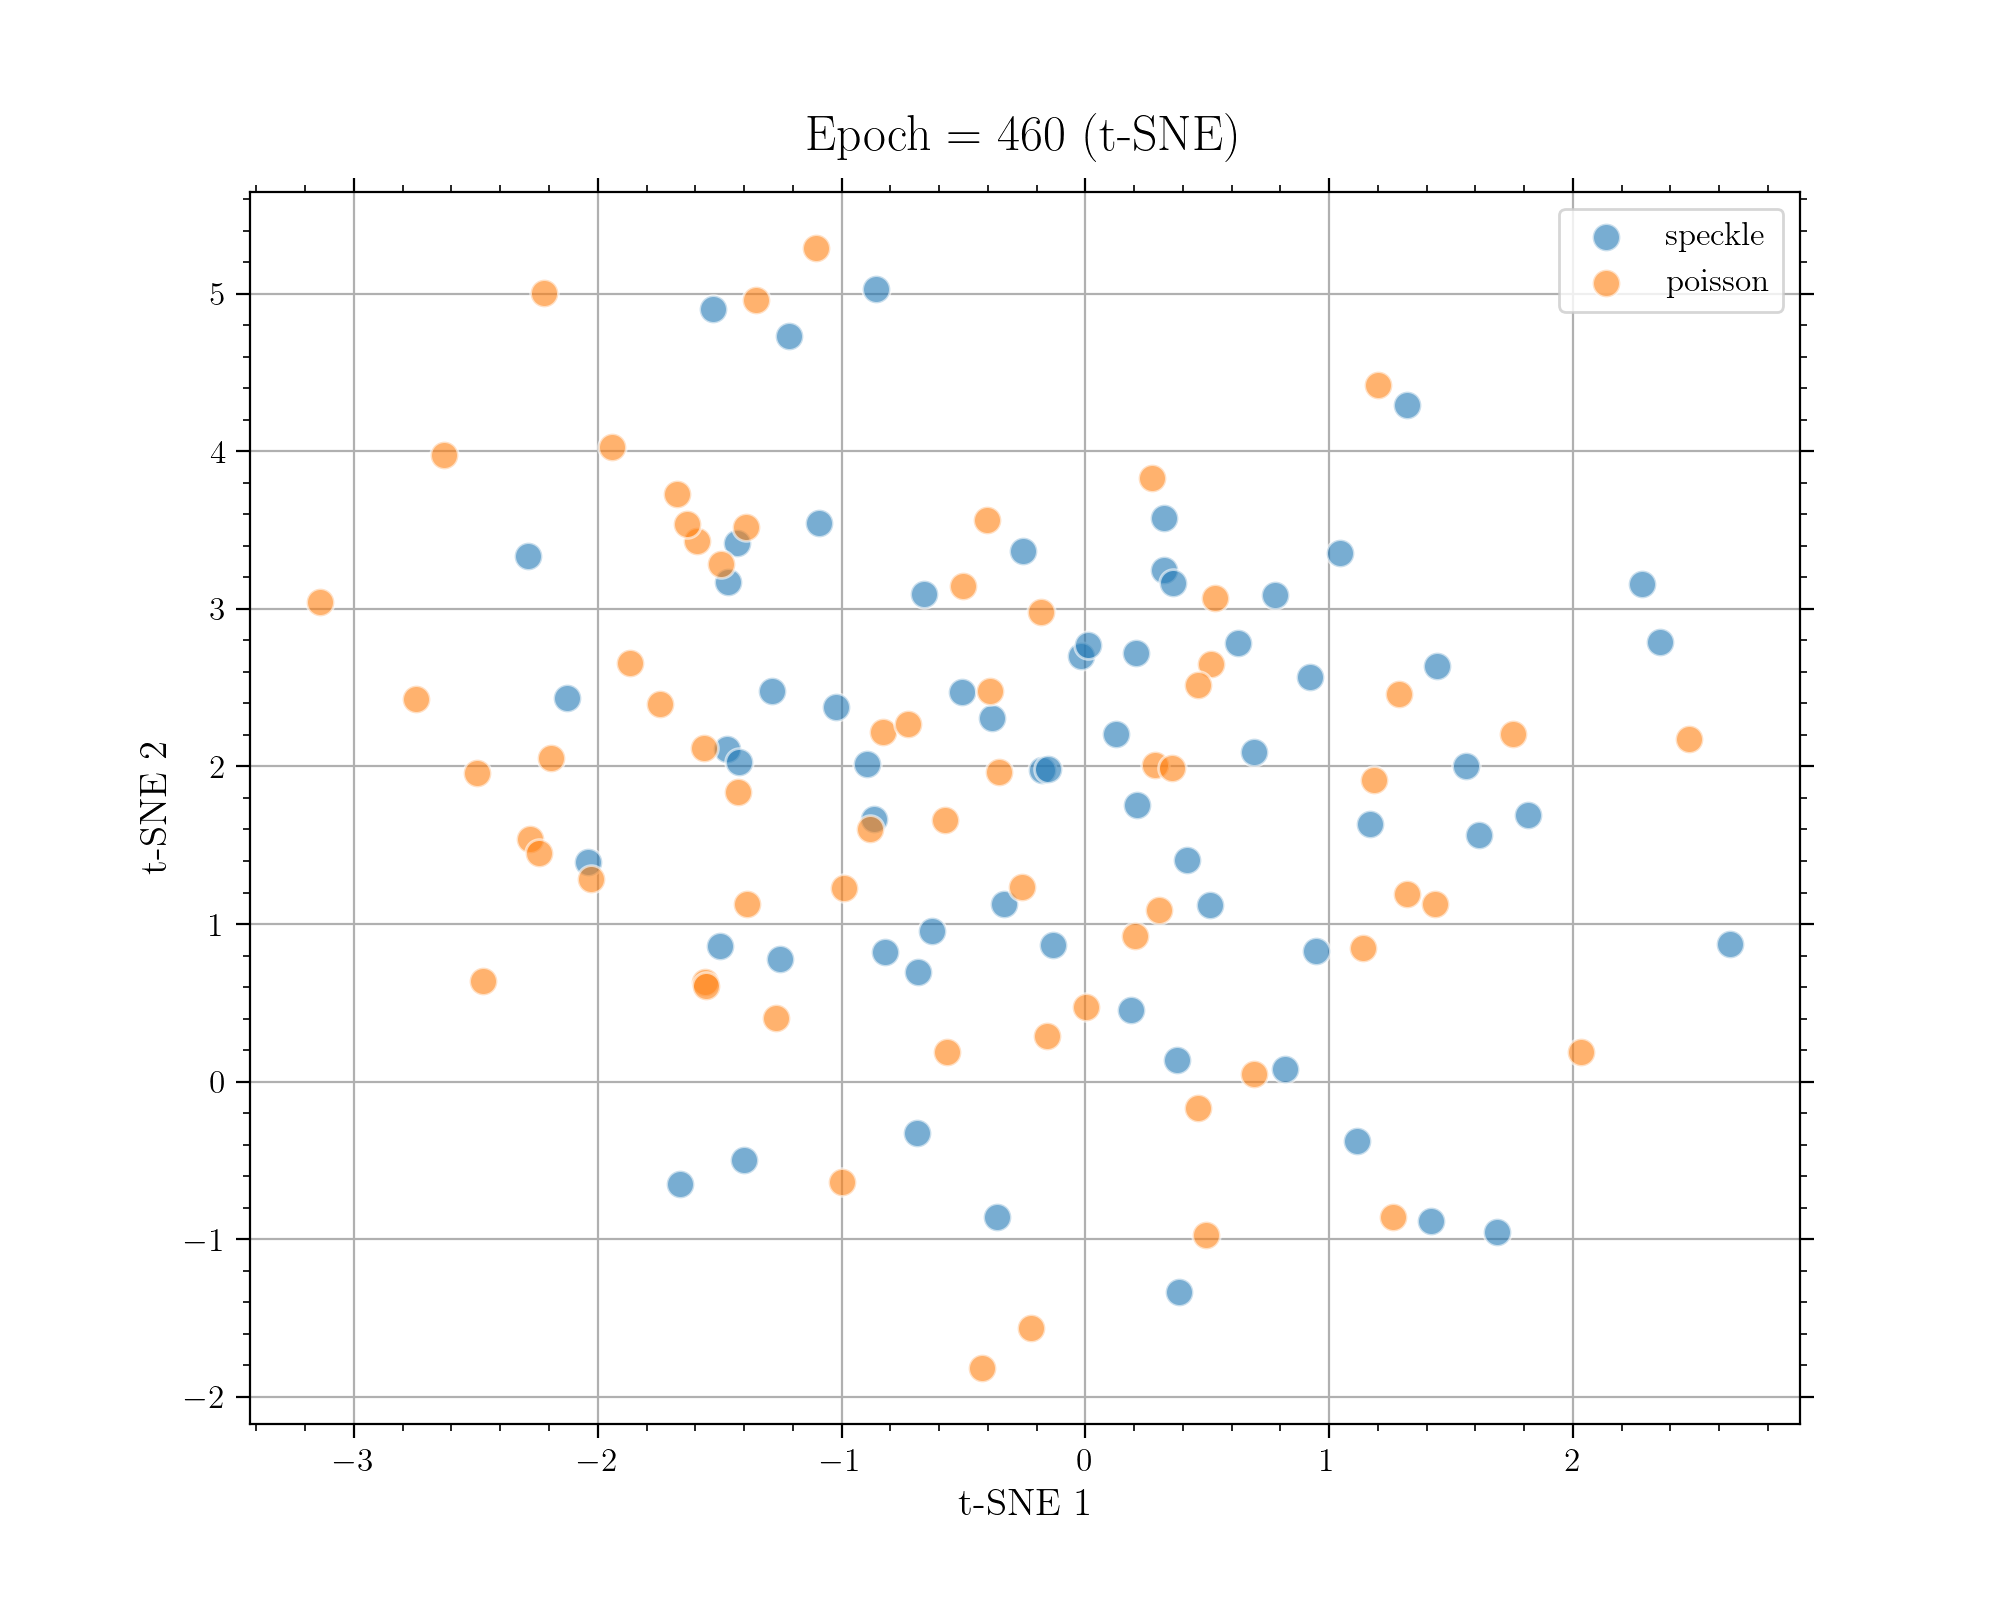 Epoch = 460 (t-SNE)
speckle
poisson
5
4
3
2
1
0
−1
−2
t-SNE 2
−3 −2 −1 0 1 2
t-SNE 1